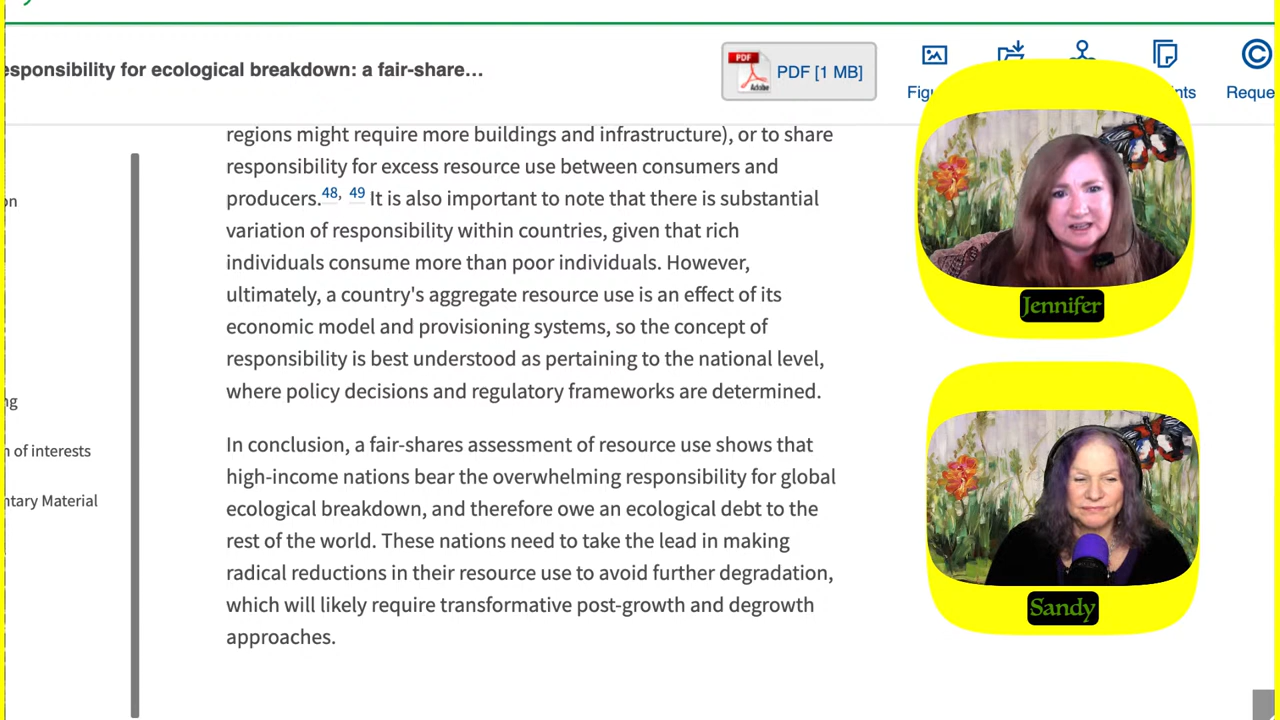 esponsibility for ecological breakdown: a fair-share…
PDF
Adobe
PDF [1 MB]
Figu
nts
Reque
on
ng
n of interests
ntary Material
regions might require more buildings and infrastructure), or to share
responsibility for excess resource use between consumers and
producers.48, 49 It is also important to note that there is substantial
variation of responsibility within countries, given that rich
individuals consume more than poor individuals. However,
ultimately, a country's aggregate resource use is an effect of its
economic model and provisioning systems, so the concept of
responsibility is best understood as pertaining to the national level,
where policy decisions and regulatory frameworks are determined.
In conclusion, a fair-shares assessment of resource use shows that
high-income nations bear the overwhelming responsibility for global
ecological breakdown, and therefore owe an ecological debt to the
rest of the world. These nations need to take the lead in making
radical reductions in their resource use to avoid further degradation,
which will likely require transformative post-growth and degrowth
approaches.
Jennifer
Sandy